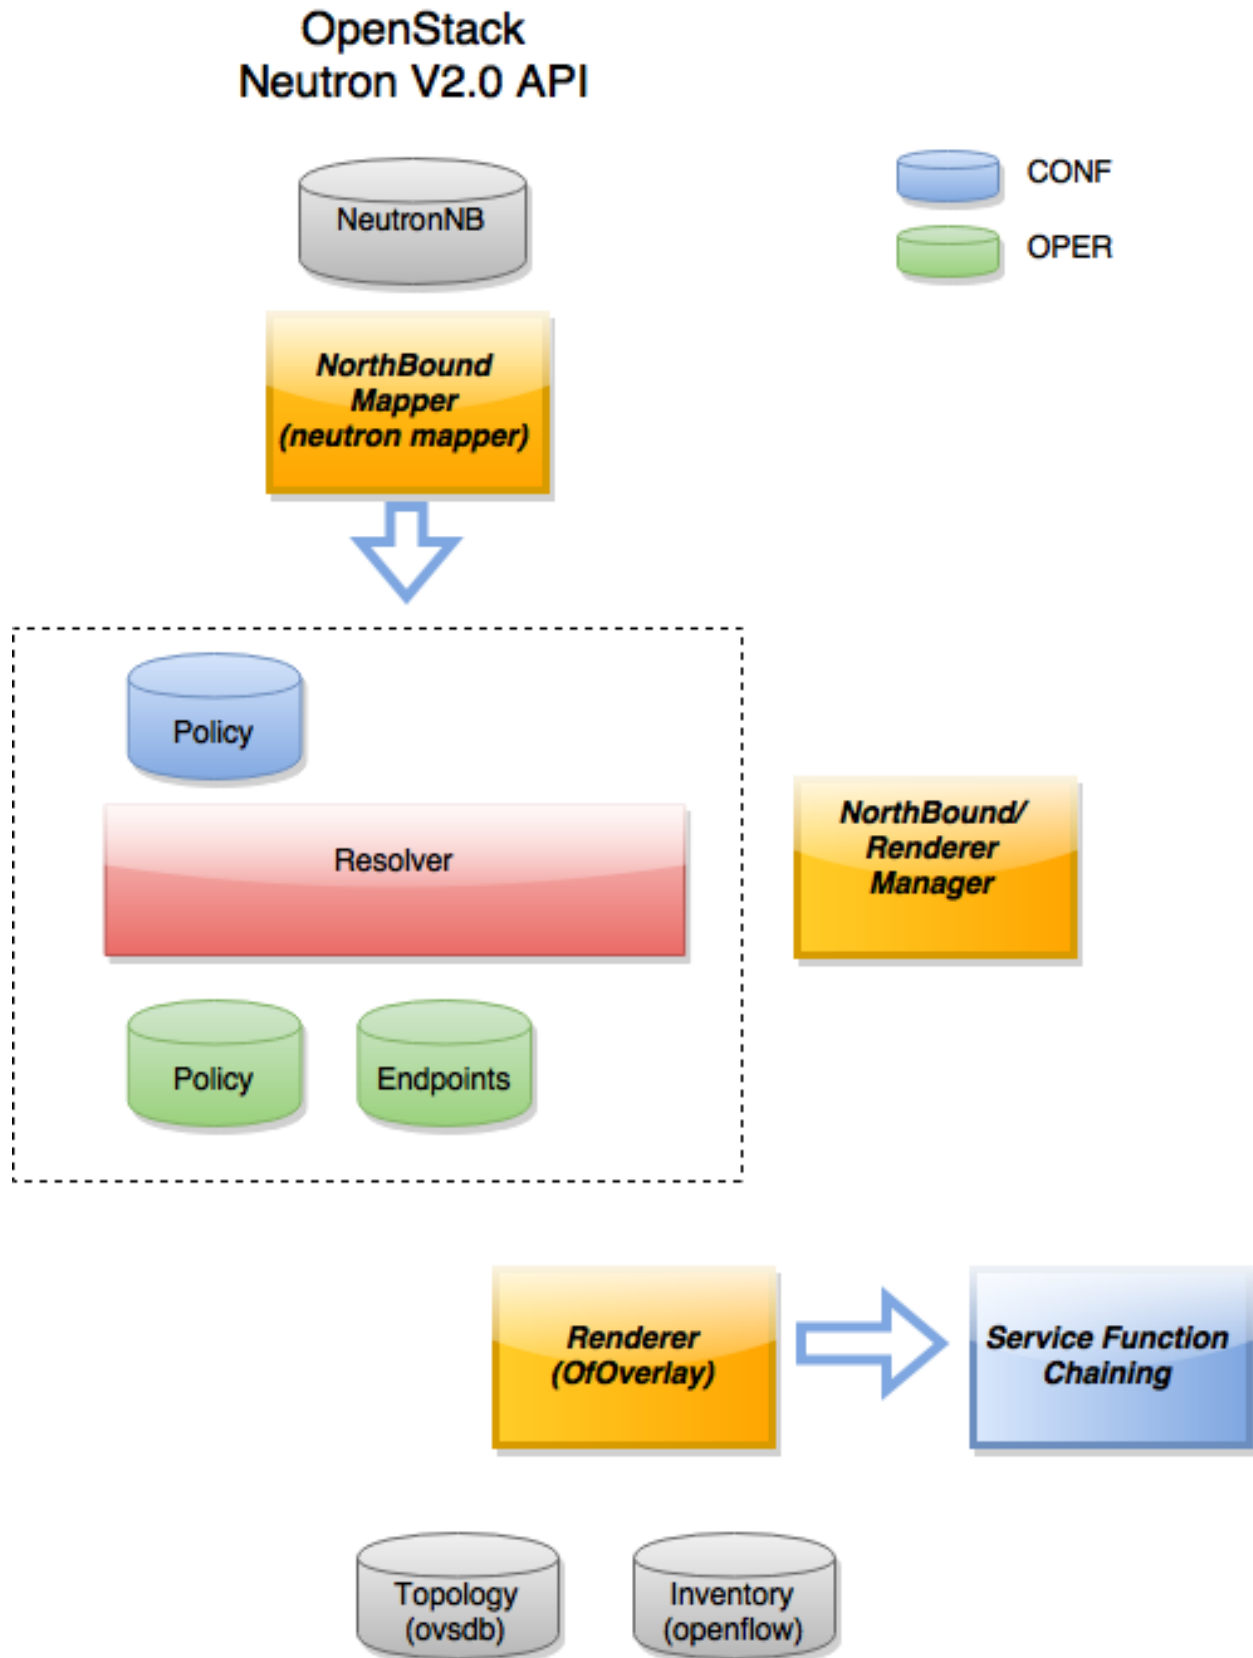 OpenStack
Neutron V2.0 API
NeutronNB
CONF
OPER
NorthBound
Mapper
(neutron mapper)
Policy
Resolver
NorthBound/
Renderer
Manager
Policy
Endpoints
Renderer
(OfOverlay)
Service Function
Chaining
Topology
(ovsdb)
Inventory
(openflow)